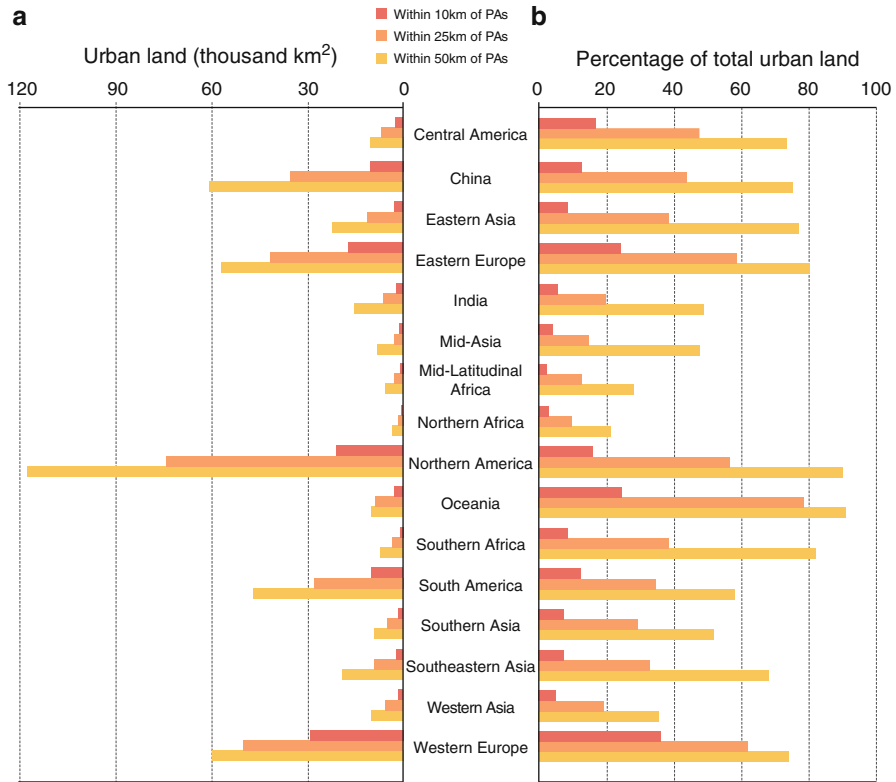 a
Within 10km of PAs
b
Urban land (thousand km²)
Within 25km of PAs
Percentage of total urban land
Within 50km of PAs
120 90 60 30 0
0 20 40 60 80 100
Central America
China
Eastern Asia
Eastern Europe
India
Mid-Asia
Mid-Latitudinal
Africa
Northern Africa
Northern America
Oceania
Southern Africa
South America
Southern Asia
Southeastern Asia
Western Asia
Western Europe